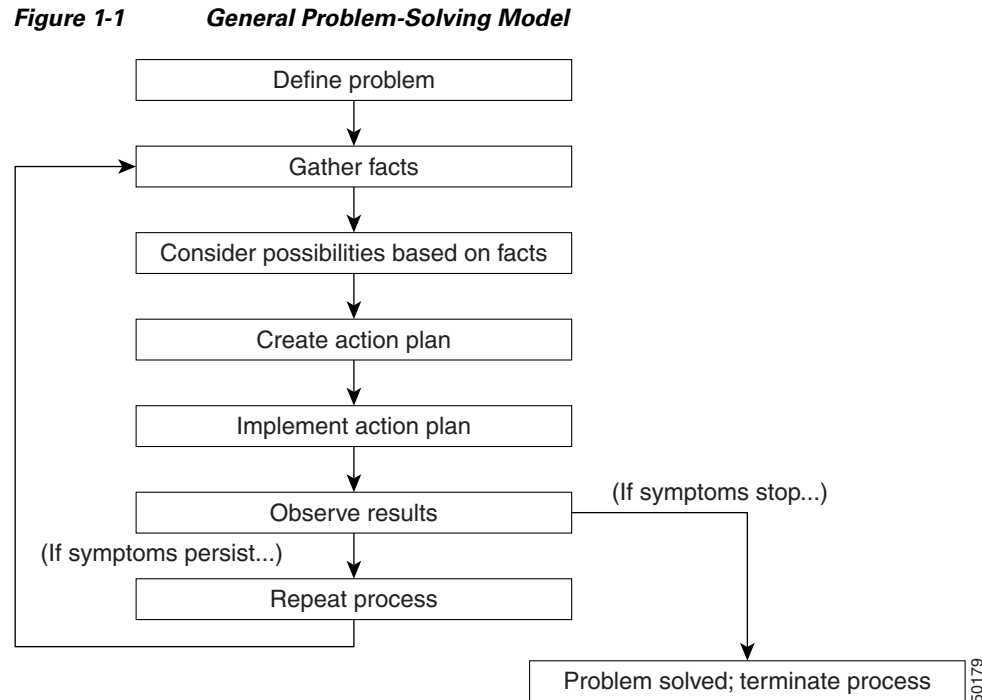 Figure 1-1 General Problem-Solving Model
Define problem
Gather facts
Consider possibilities based on facts
Create action plan
Implement action plan
(If symptoms stop...)
Observe results
(If symptoms persist...)
Repeat process
Problem solved; terminate process
50179